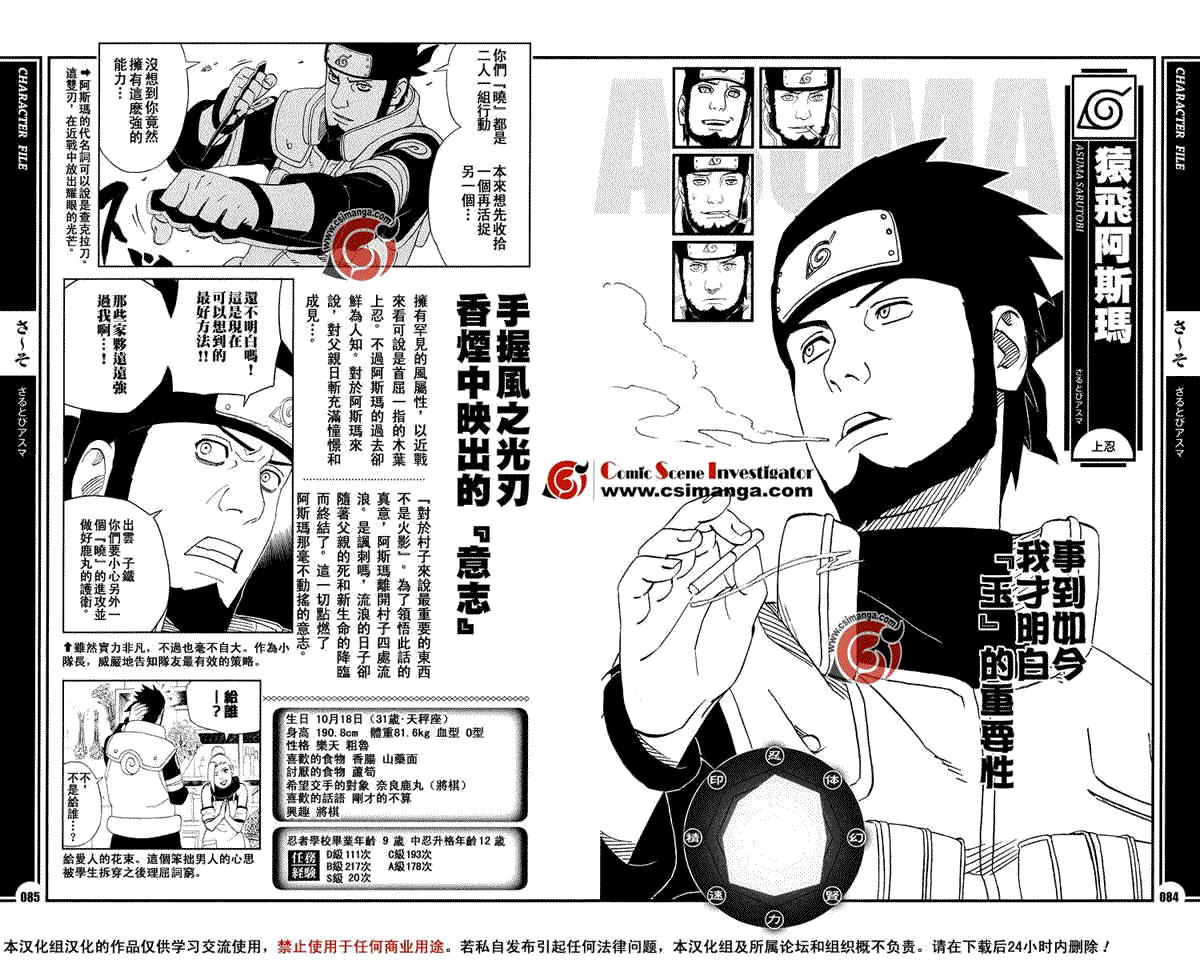 CHARACTER FILE
さ～そ
さるとびアスマ
084
ASUMA
猿飛阿斯瑪
ASUMA SARUTOBI
さるとびアスマ
上忍
事到如今
我才明白
『玉』的重要性
忍
体
幻
賢
力
速
精
印
Comic Scene Investigator
www.csimanga.com
你們『曉』都是
二人一組行動
本來想先收拾
一個再活捉
另一個…
沒想到你竟然
擁有這麼強的
能力…
➡阿斯瑪的代名詞可以說是查克拉刀。
這雙刃，在近戰中放出耀眼的光芒。
www.csimanga.com
手握風之光刃
香煙中映出的『意志』
擁有罕見的風屬性，以近戰
來看可說是首屈一指的木葉
上忍。不過阿斯瑪的過去卻
鮮為人知。對於阿斯瑪來
說，對父親日斬充滿憧憬和
成見…。
『對於村子來說最重要的東西
不是火影』。為了領悟此話的
真意，阿斯瑪離開村子四處流
浪。是諷刺嗎，流浪的日子卻
隨著父親的死和新生命的降臨
而終結了。這一切點燃了
阿斯瑪那毫不動搖的意志。
還不明白嗎！
這是現在
可以想到的
最好方法!!
那些家夥遠遠強
過我啊…！
出雲 子鐵
你們要小心另外一
個『曉』的進攻並
做好鹿丸的護衛。
⬆雖然實力非凡，不過也毫不自大。作為小
隊長，威嚴地告知隊友最有效的策略。
給誰
ー？
不，
不是給誰…？
給愛人的花束。這個笨拙男人的心思
被學生拆穿之後理屈詞窮。
生日 10月18日（31歲·天秤座）
身高 190.8cm 體重81.6kg 血型 O型
性格 樂天 粗魯
喜歡的食物 香腸 山藥面
討厭的食物 蘆筍
希望交手的對象 奈良鹿丸（將棋）
喜歡的話語 剛才的不算
興趣 將棋
忍者學校畢業年齡 9 歲 中忍升格年齡12 歲
任務
經驗
D級111次 C級193次
B級217次 A級178次
S級 20次
www.csimanga.com
CHARACTER FILE
さ～そ
さるとびアスマ
085
本汉化组汉化的作品仅供学习交流使用，禁止使用于任何商业用途。若私自发布引起任何法律问题，本汉化组及所属论坛和组织概不负责。请在下载后24小时内删除！